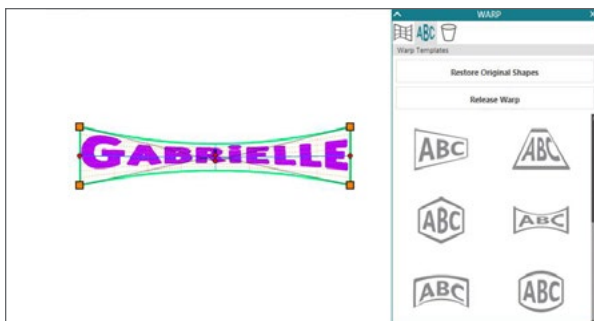 GABRiELLE
WARP
ABC
Warp Templates
Restore Original Shapes
Release Warp
ABC
ABC
ABC
ABC
ABC
ABC